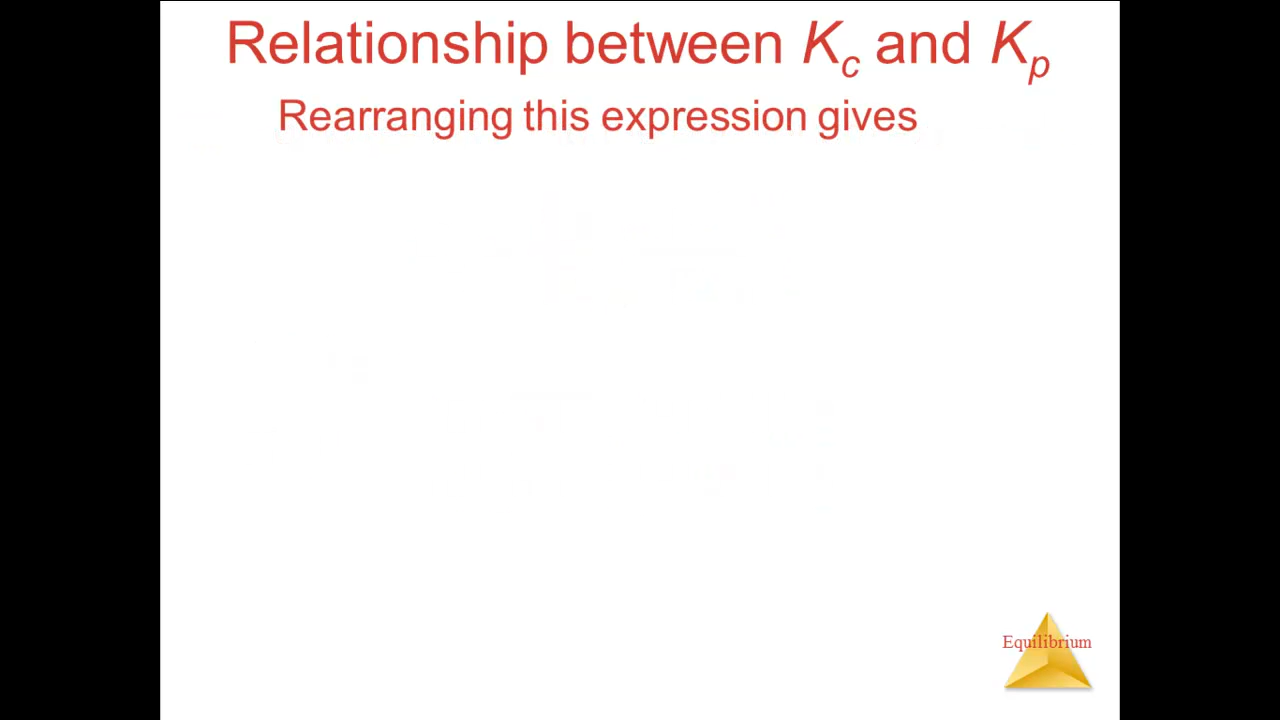 Relationship between Kc and Kp
Rearranging this expression gives
Equilibrium